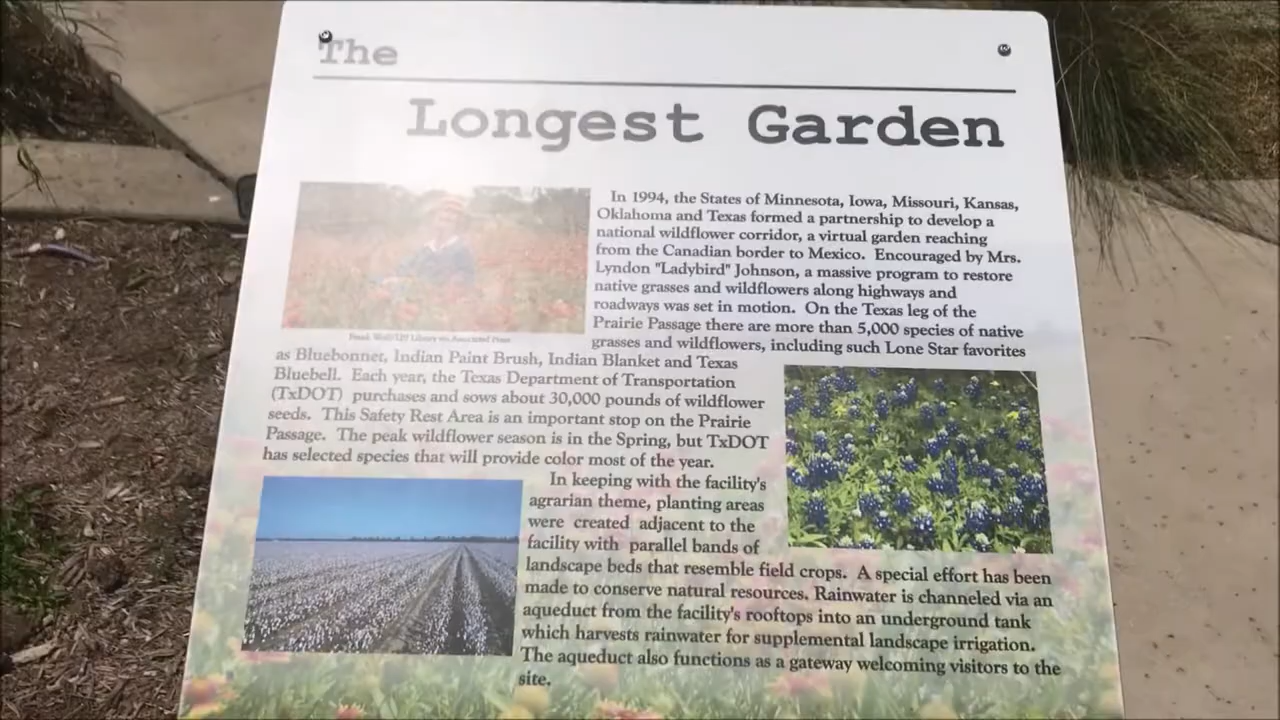 The
Longest Garden
In 1994, the States of Minnesota, Iowa, Missouri, Kansas,
Oklahoma and Texas formed a partnership to develop a
national wildflower corridor, a virtual garden reaching
from the Canadian border to Mexico. Encouraged by Mrs.
Lyndon "Ladybird" Johnson, a massive program to restore
native grasses and wildflowers along highways and
roadways was set in motion. On the Texas leg of the
Prairie Passage there are more than 5,000 species of native
grasses and wildflowers, including such Lone Star favorites
as Bluebonnet, Indian Paint Brush, Indian Blanket and Texas
Bluebell. Each year, the Texas Department of Transportation
(TxDOT) purchases and sows about 30,000 pounds of wildflower
seeds. This Safety Rest Area is an important stop on the Prairie
Passage. The peak wildflower season is in the Spring, but TxDOT
has selected species that will provide color most of the year.
In keeping with the facility's
agrarian theme, planting areas
were created adjacent to the
facility with parallel bands of
landscape beds that resemble field crops. A special effort has been
made to conserve natural resources. Rainwater is channeled via an
aqueduct from the facility's rooftops into an underground tank
which harvests rainwater for supplemental landscape irrigation.
The aqueduct also functions as a gateway welcoming visitors to the
site.